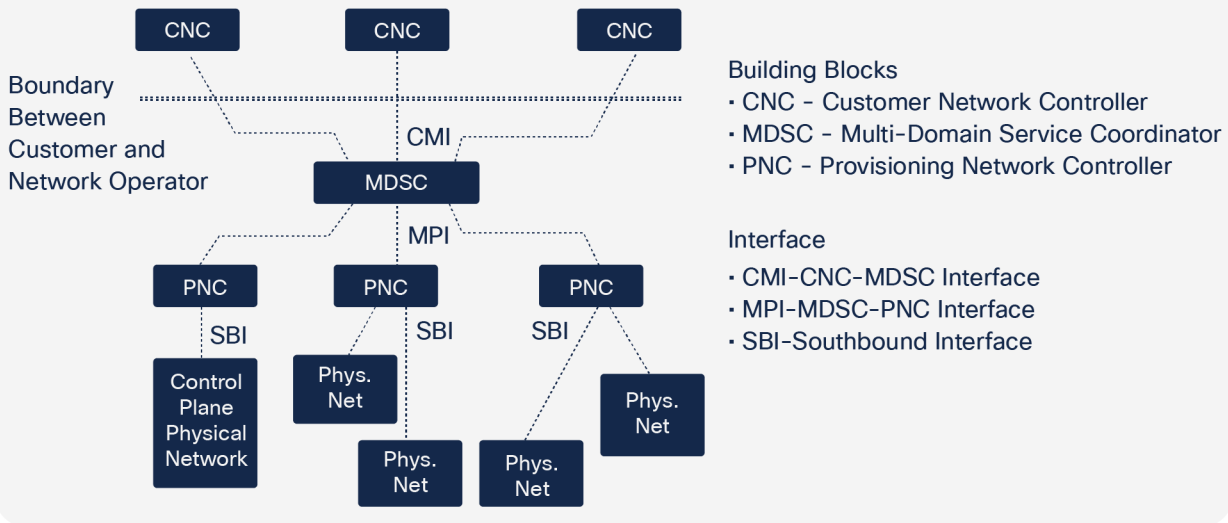 CNC
CNC
CNC
Boundary
Between
Customer and
Network Operator
CMI
MDSC
MPI
PNC
PNC
PNC
SBI
SBI
SBI
Control
Plane
Physical
Network
Phys.
Net
Phys.
Net
Phys.
Net
Phys.
Net
Building Blocks
· CNC - Customer Network Controller
· MDSC - Multi-Domain Service Coordinator
· PNC - Provisioning Network Controller
Interface
· CMI-CNC-MDSC Interface
· MPI-MDSC-PNC Interface
· SBI-Southbound Interface